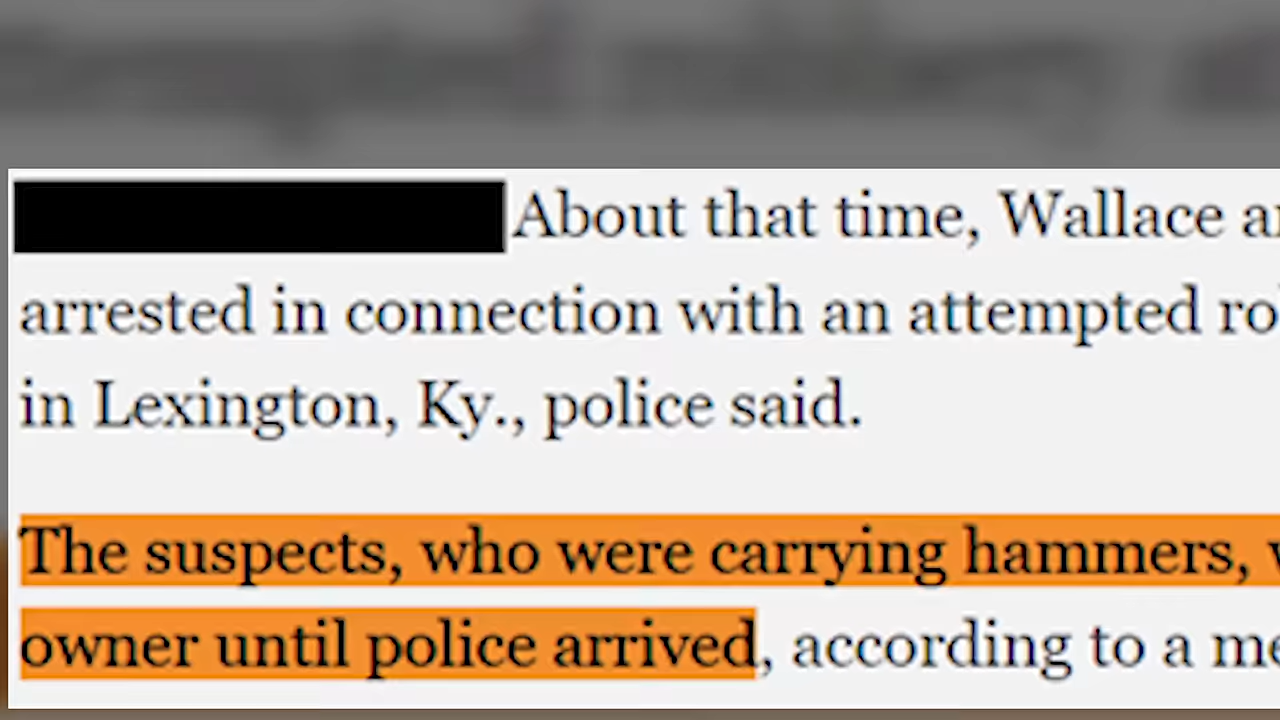 About that time, Wallace
arrested in connection with an attempted
in Lexington, Ky., police said.
The suspects, who were carrying hammers,
owner until police arrived, according to a